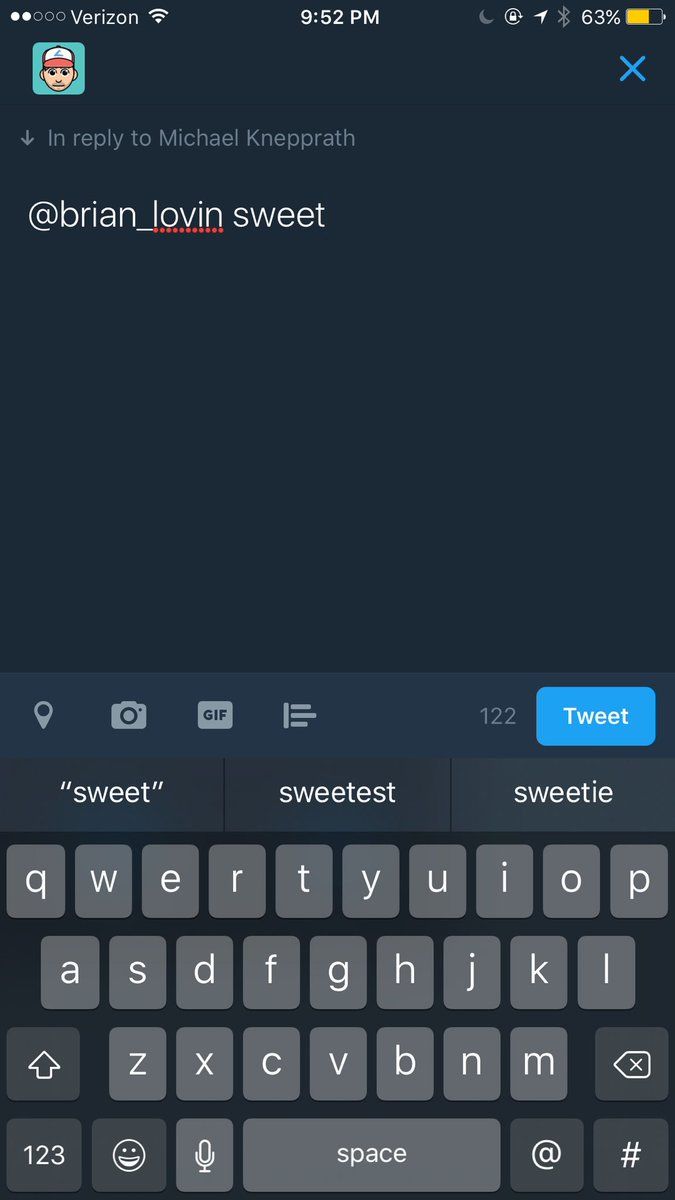 Verizon 9:52 PM 63%
In reply to Michael Knepprath
@brian_lovin sweet
GIF 122 Tweet
“sweet” sweetest sweetie
q w e r t y u i o p
a s d f g h j k l
z x c v b n m
123 space @ #